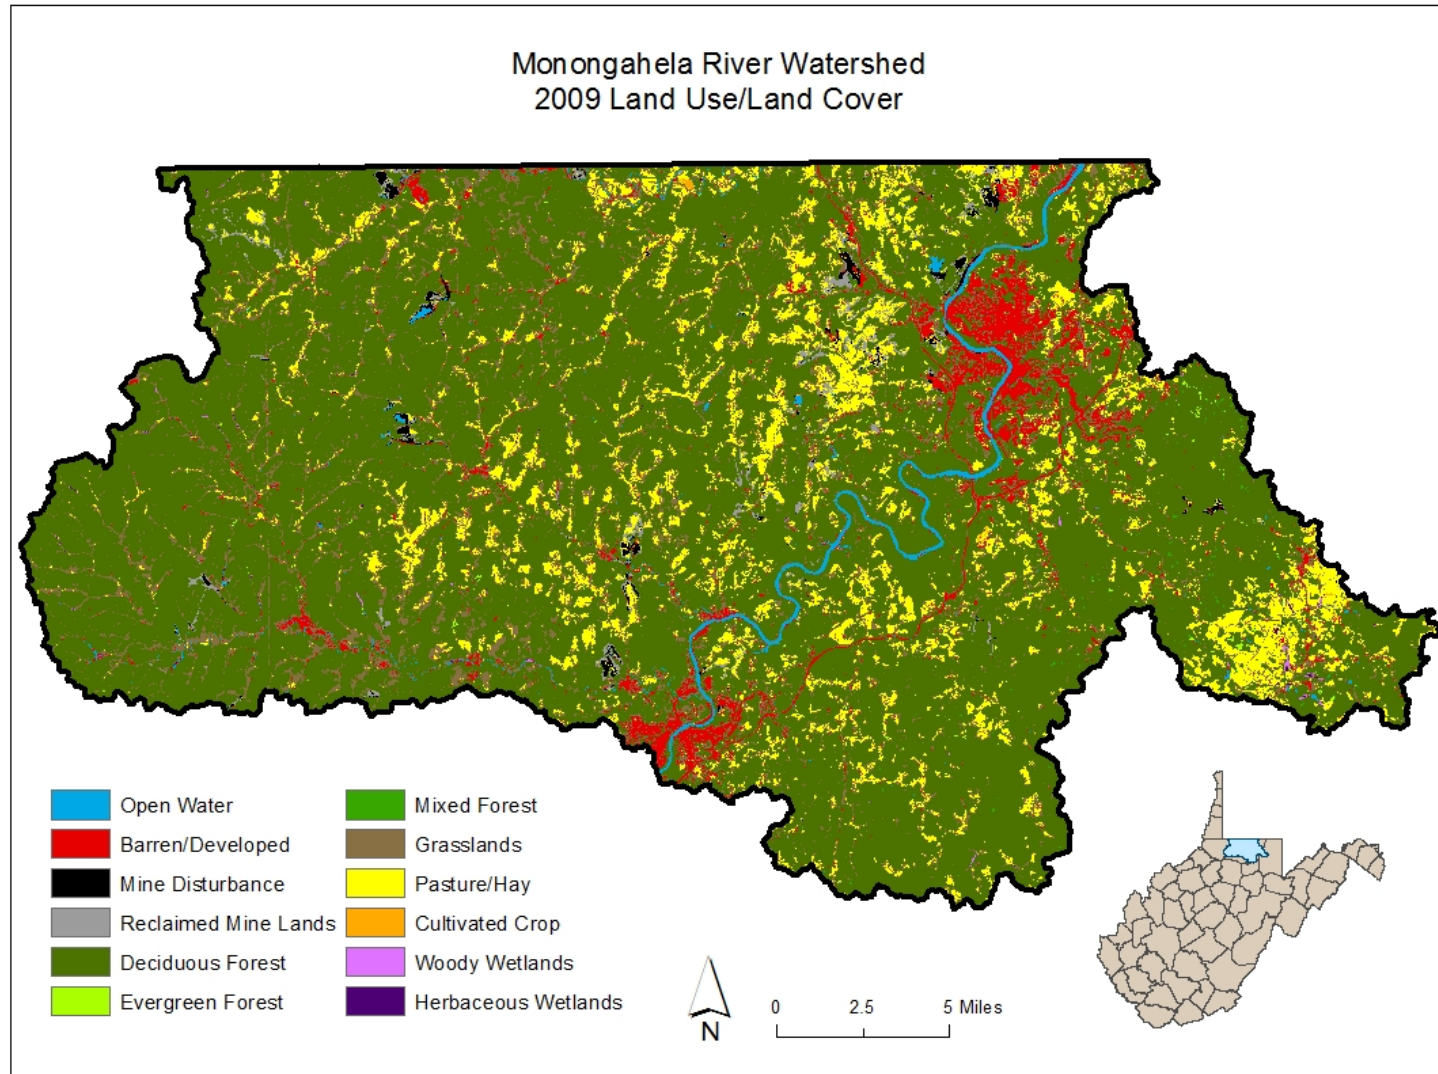 Monongahela River Watershed
2009 Land Use/Land Cover
Open Water
Barren/Developed
Mine Disturbance
Reclaimed Mine Lands
Deciduous Forest
Evergreen Forest
Mixed Forest
Grasslands
Pasture/Hay
Cultivated Crop
Woody Wetlands
Herbaceous Wetlands
N
0 2.5 5 Miles